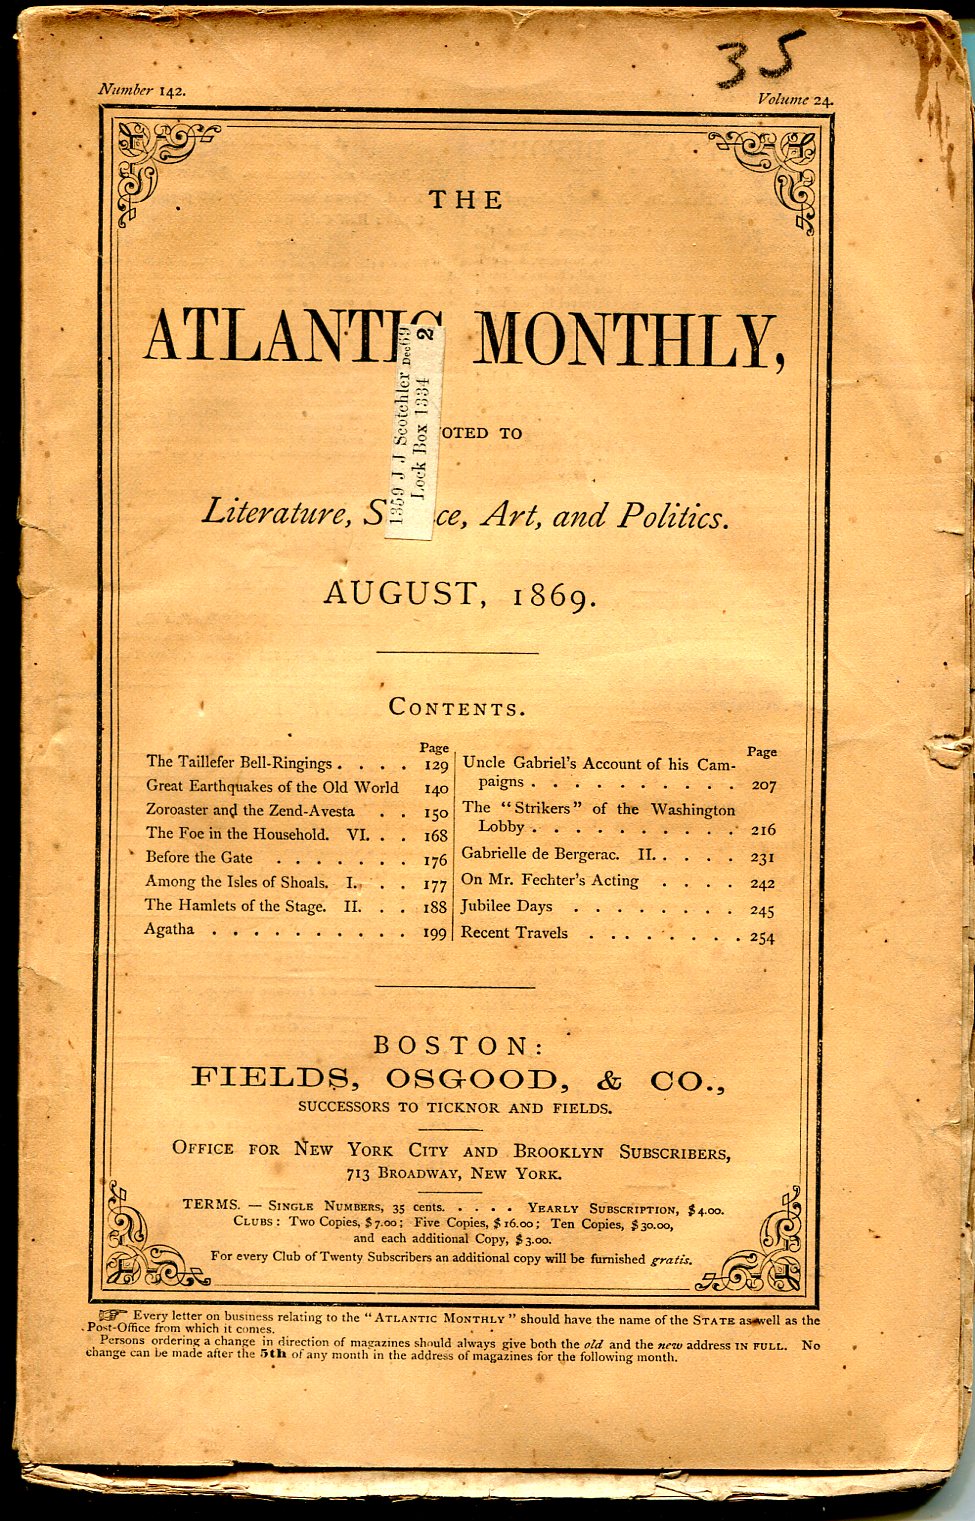 35
Number 142.
Volume 24.
THE
ATLANTIC MONTHLY,
OTED TO
Literature, S ce, Art, and Politics.
1359 J J Scotchler Dec69
Lock Box 1334 2
AUGUST, 1869.
CONTENTS.
Page
The Taillefer Bell-Ringings . . . . 129
Great Earthquakes of the Old World 140
Zoroaster and the Zend-Avesta . . 150
The Foe in the Household. VI. . . 168
Before the Gate . . . . . . . 176
Among the Isles of Shoals. I. . . 177
The Hamlets of the Stage. II. . . 188
Agatha . . . . . . . . . . 199
Page
Uncle Gabriel's Account of his Cam-
paigns . . . . . . . . . . 207
The "Strikers" of the Washington
Lobby . . . . . . . . . . 216
Gabrielle de Bergerac. II. . . . . 231
On Mr. Fechter's Acting . . . . 242
Jubilee Days . . . . . . . . 245
Recent Travels . . . . . . . . 254
BOSTON:
FIELDS, OSGOOD, & CO.,
SUCCESSORS TO TICKNOR AND FIELDS.
OFFICE FOR NEW YORK CITY AND BROOKLYN SUBSCRIBERS,
713 BROADWAY, NEW YORK.
TERMS. — SINGLE NUMBERS, 35 cents. . . . . YEARLY SUBSCRIPTION, $4.00.
CLUBS: Two Copies, $7.00; Five Copies, $16.00; Ten Copies, $30.00,
and each additional Copy, $3.00.
For every Club of Twenty Subscribers an additional copy will be furnished gratis.
☞ Every letter on business relating to the "ATLANTIC MONTHLY" should have the name of the STATE as well as the
Post-Office from which it comes.
Persons ordering a change in direction of magazines should always give both the old and the new address IN FULL. No
change can be made after the 5th of any month in the address of magazines for the following month.